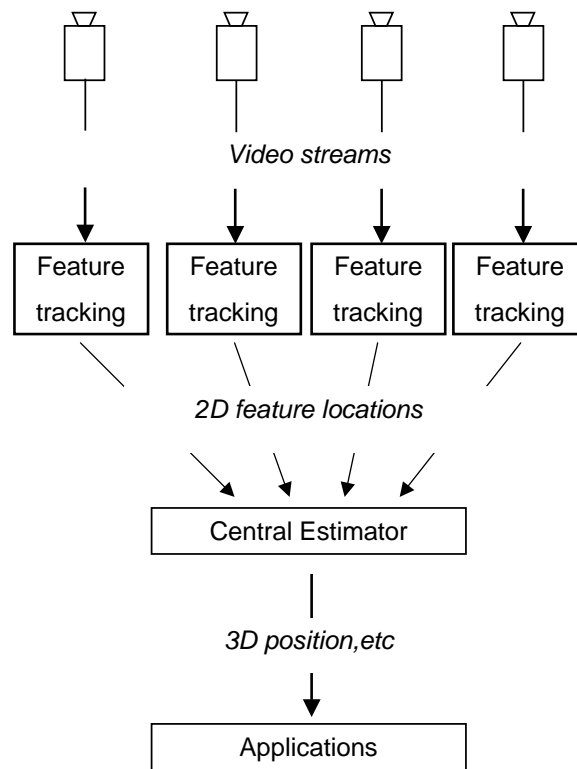 Video streams
Feature tracking
Feature tracking
Feature tracking
Feature tracking
2D feature locations
Central Estimator
3D position,etc
Applications